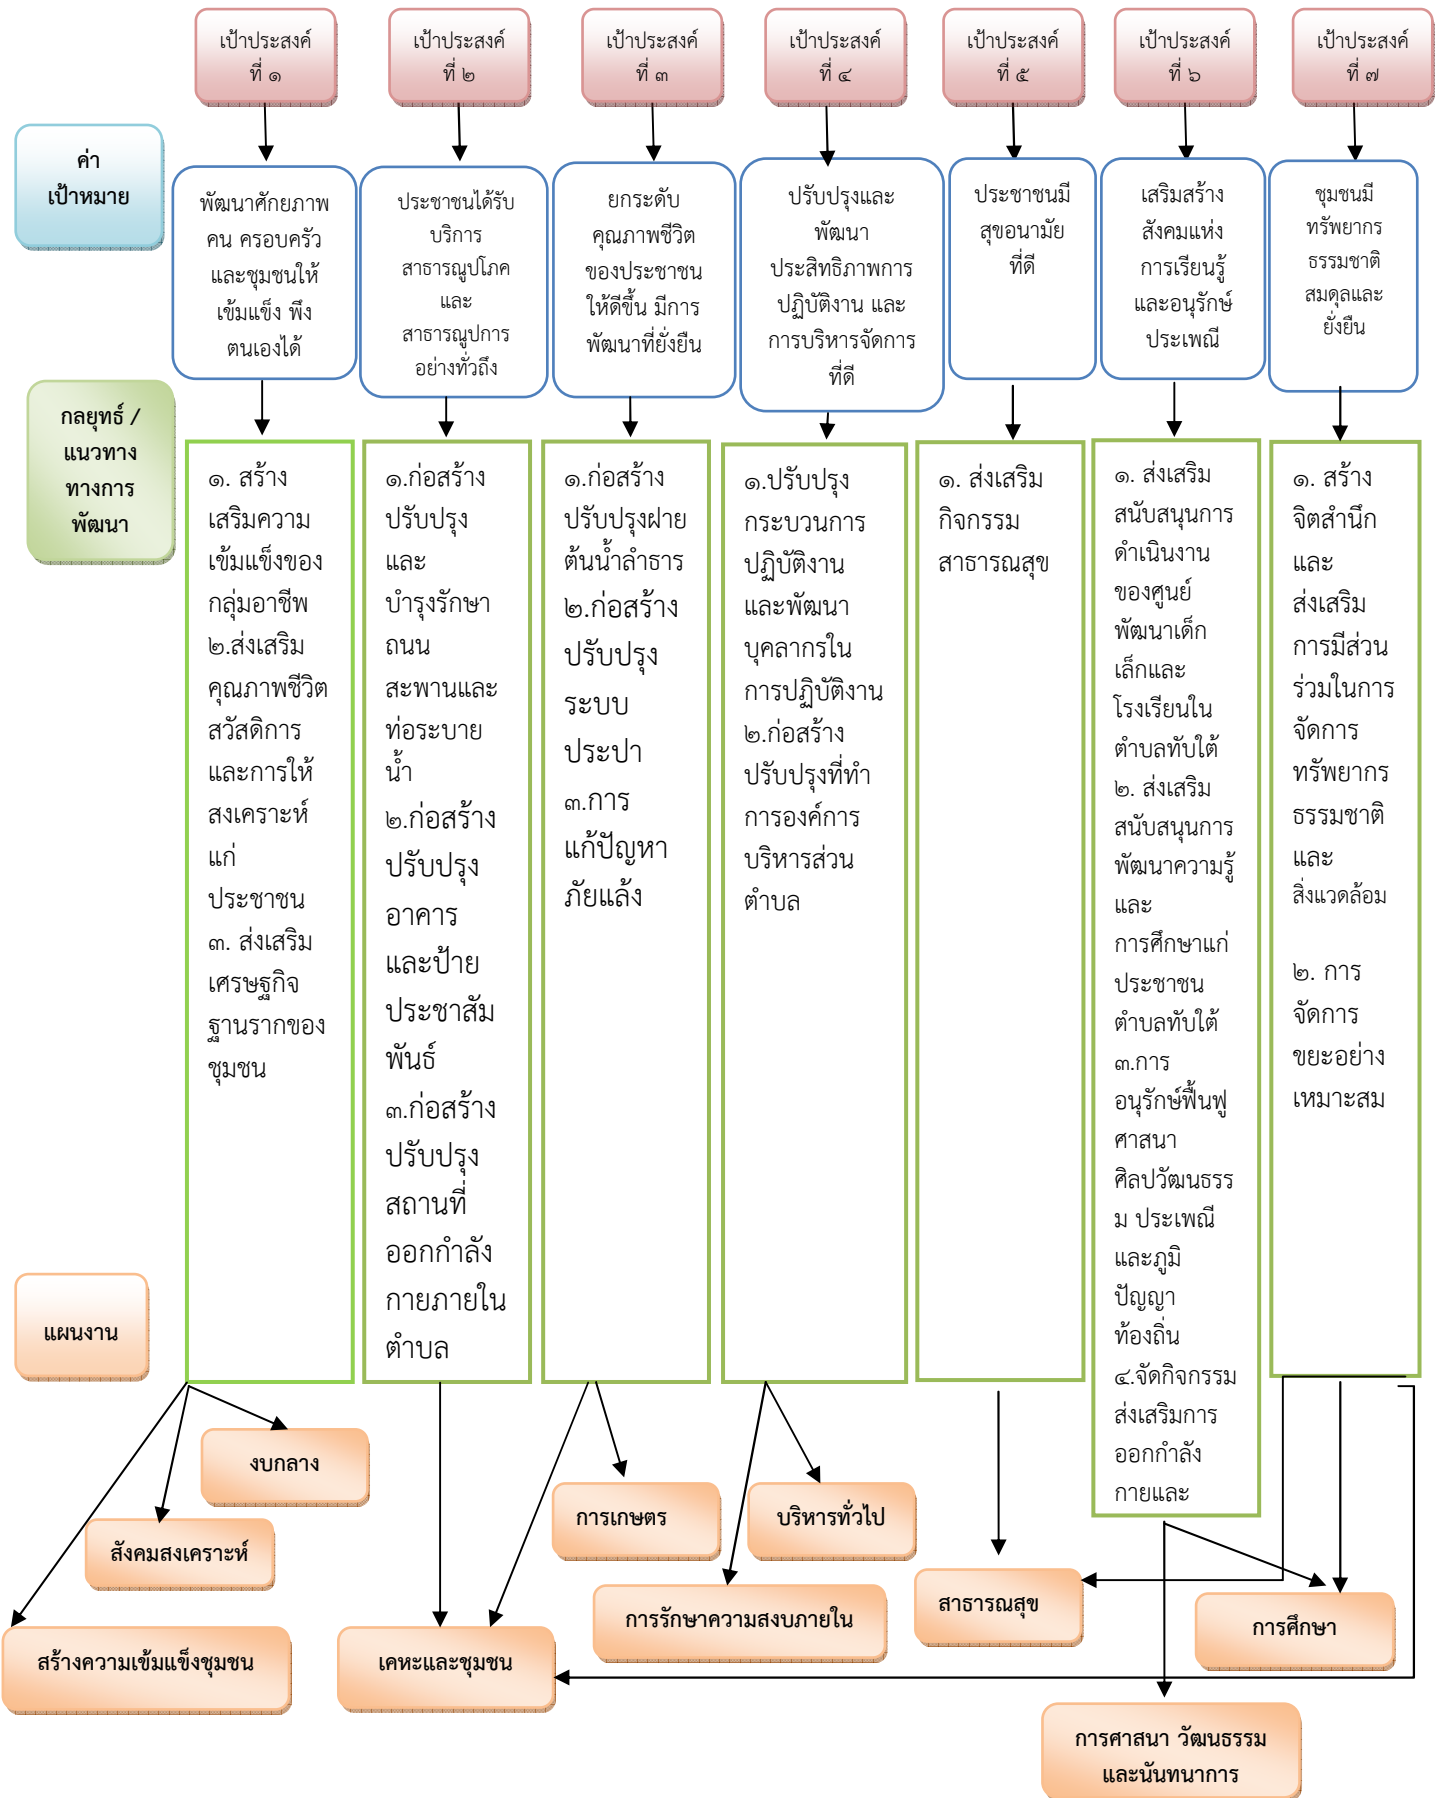 เป้าประสงค์
ที่ ๑
เป้าประสงค์
ที่ ๒
เป้าประสงค์
ที่ ๓
เป้าประสงค์
ที่ ๔
เป้าประสงค์
ที่ ๕
เป้าประสงค์
ที่ ๖
เป้าประสงค์
ที่ ๗
ค่า
เป้าหมาย
พัฒนาศักยภาพ
คน ครอบครัว
และชุมชนให้
เข้มแข็ง พึง
ตนเองได้
ประชาชนได้รับ
บริการ
สาธารณูปโภค
และ
สาธารณูปการ
อย่างทั่วถึง
ยกระดับ
คุณภาพชีวิต
ของประชาชน
ให้ดีขึ้น มีการ
พัฒนาที่ยั่งยืน
ปรับปรุงและ
พัฒนา
ประสิทธิภาพการ
ปฏิบัติงาน และ
การบริหารจัดการ
ที่ดี
ประชาชนมี
สุขอนามัย
ที่ดี
เสริมสร้าง
สังคมแห่ง
การเรียนรู้
และอนุรักษ์
ประเพณี
ชุมชนมี
ทรัพยากร
ธรรมชาติ
สมดุลและ
ยั่งยืน
กลยุทธ์ /
แนวทาง
ทางการ
พัฒนา
๑. สร้าง
เสริมความ
เข้มแข็งของ
กลุ่มอาชีพ
๒.ส่งเสริม
คุณภาพชีวิต
สวัสดิการ
และการให้
สงเคราะห์
แก่
ประชาชน
๓. ส่งเสริม
เศรษฐกิจ
ฐานรากของ
ชุมชน
๑.ก่อสร้าง
ปรับปรุง
และ
บำรุงรักษา
ถนน
สะพานและ
ท่อระบาย
น้ำ
๒.ก่อสร้าง
ปรับปรุง
อาคาร
และป้าย
ประชาสัม
พันธ์
๓.ก่อสร้าง
ปรับปรุง
สถานที่
ออกกำลัง
กายภายใน
ตำบล
๑.ก่อสร้าง
ปรับปรุงฝาย
ต้นน้ำลำธาร
๒.ก่อสร้าง
ปรับปรุง
ระบบ
ประปา
๓.การ
แก้ปัญหา
ภัยแล้ง
๑.ปรับปรุง
กระบวนการ
ปฏิบัติงาน
และพัฒนา
บุคลากรใน
การปฏิบัติงาน
๒.ก่อสร้าง
ปรับปรุงที่ทำ
การองค์การ
บริหารส่วน
ตำบล
๑. ส่งเสริม
กิจกรรม
สาธารณสุข
๑. ส่งเสริม
สนับสนุนการ
ดำเนินงาน
ของศูนย์
พัฒนาเด็ก
เล็กและ
โรงเรียนใน
ตำบลทับใต้
๒. ส่งเสริม
สนับสนุนการ
พัฒนาความรู้
และ
การศึกษาแก่
ประชาชน
ตำบลทับใต้
๓.การ
อนุรักษ์ฟื้นฟู
ศาสนา
ศิลปวัฒนธรร
ม ประเพณี
และภูมิ
ปัญญา
ท้องถิ่น
๔.จัดกิจกรรม
ส่งเสริมการ
ออกกำลัง
กายและ
๑. สร้าง
จิตสำนึก
และ
ส่งเสริม
การมีส่วน
ร่วมในการ
จัดการ
ทรัพยากร
ธรรมชาติ
และ
สิ่งแวดล้อม
๒. การ
จัดการ
ขยะอย่าง
เหมาะสม
แผนงาน
งบกลาง
สังคมสงเคราะห์
สร้างความเข้มแข็งชุมชน
เคหะและชุมชน
การเกษตร
บริหารทั่วไป
การรักษาความสงบภายใน
สาธารณสุข
การศึกษา
การศาสนา วัฒนธรรม
และนันทนาการ